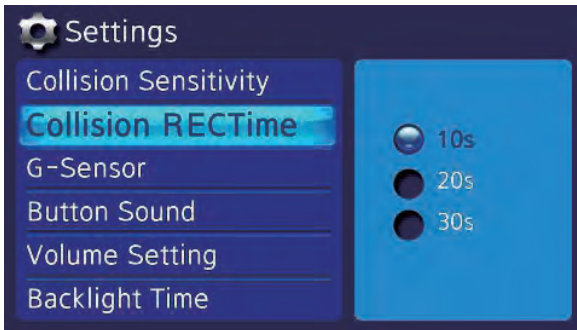 Settings
Collision Sensitivity
Collision RECTime
G-Sensor
Button Sound
Volume Setting
Backlight Time
10s
20s
30s